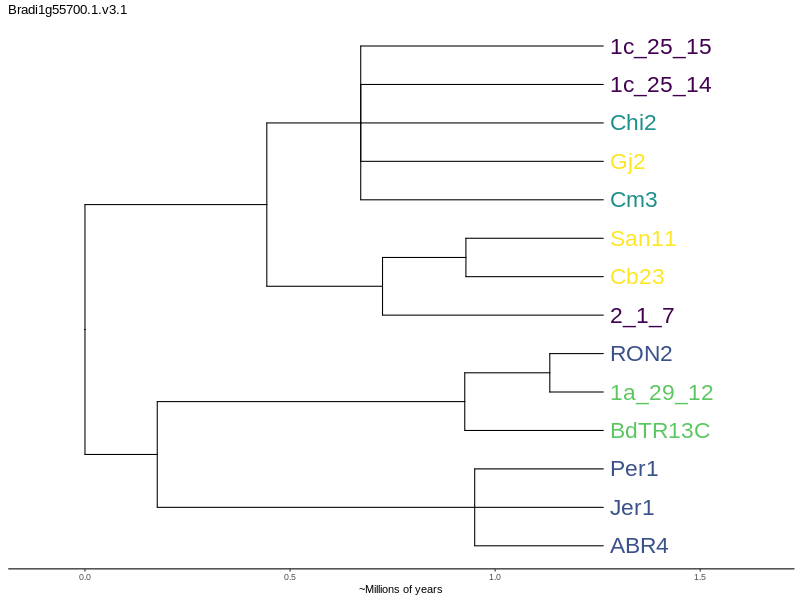 Bradi1g55700.1.v3.1
1c_25_15
1c_25_14
Chi2
Gj2
Cm3
San11
Cb23
2_1_7
RON2
1a_29_12
BdTR13C
Per1
Jer1
ABR4
0.0 0.5 1.0 1.5
~Millions of years